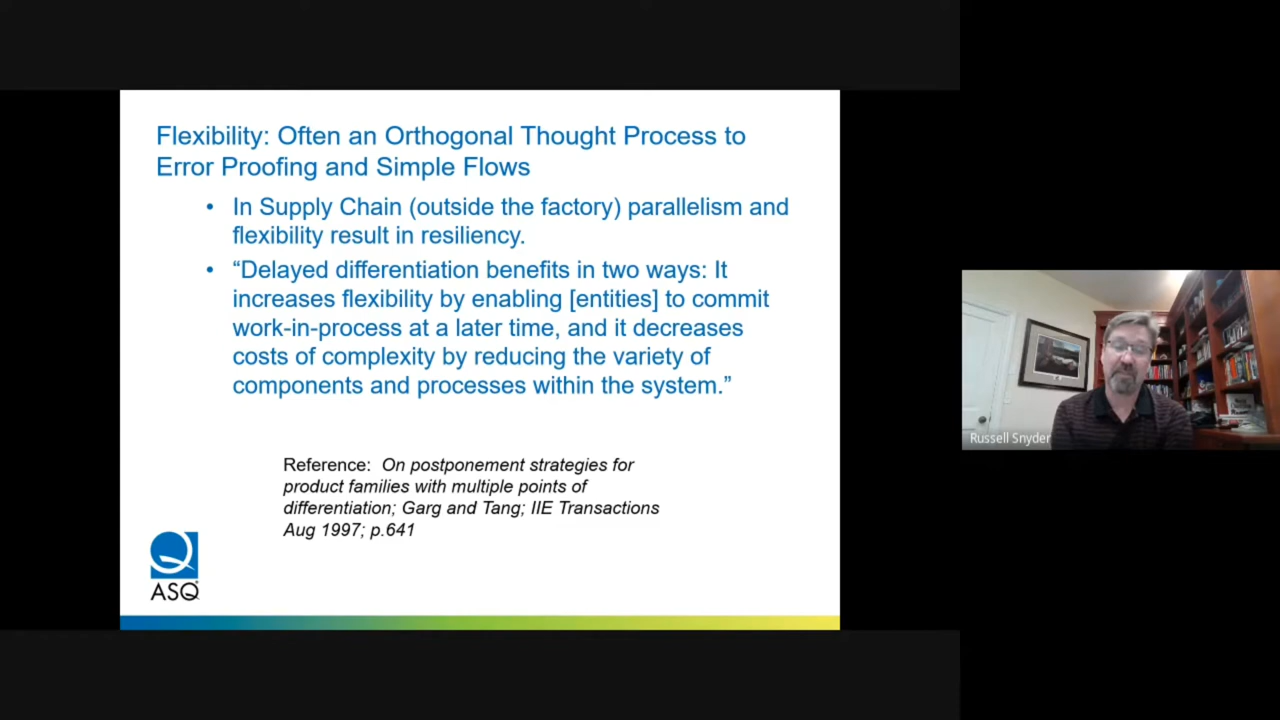 Flexibility: Often an Orthogonal Thought Process to
Error Proofing and Simple Flows
• In Supply Chain (outside the factory) parallelism and
flexibility result in resiliency.
• “Delayed differentiation benefits in two ways: It
increases flexibility by enabling [entities] to commit
work-in-process at a later time, and it decreases
costs of complexity by reducing the variety of
components and processes within the system.”
Reference: On postponement strategies for
product families with multiple points of
differentiation; Garg and Tang; IIE Transactions
Aug 1997; p.641
ASQ
Russell Snyder